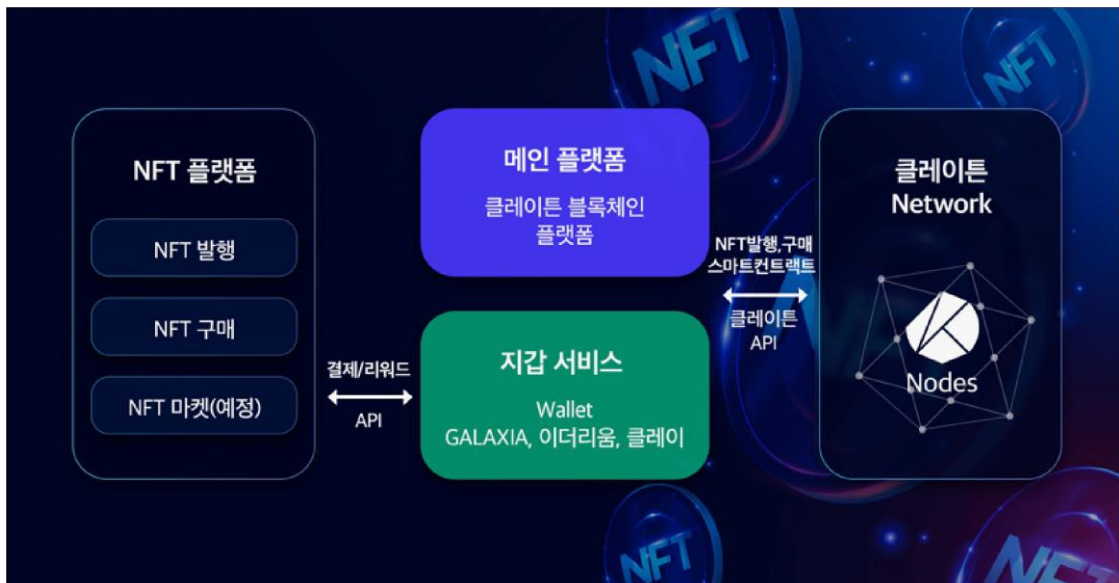 NFT
NFT
NFT 플랫폼
NFT 발행
NFT 구매
NFT 마켓(예정)
결제/리워드
API
메인 플랫폼
클레이튼 블록체인
플랫폼
지갑 서비스
Wallet
GALAXIA, 이더리움, 클레이
NFT발행,구매
스마트컨트랙트
클레이튼
API
클레이튼
Network
Nodes
NFT
NFT